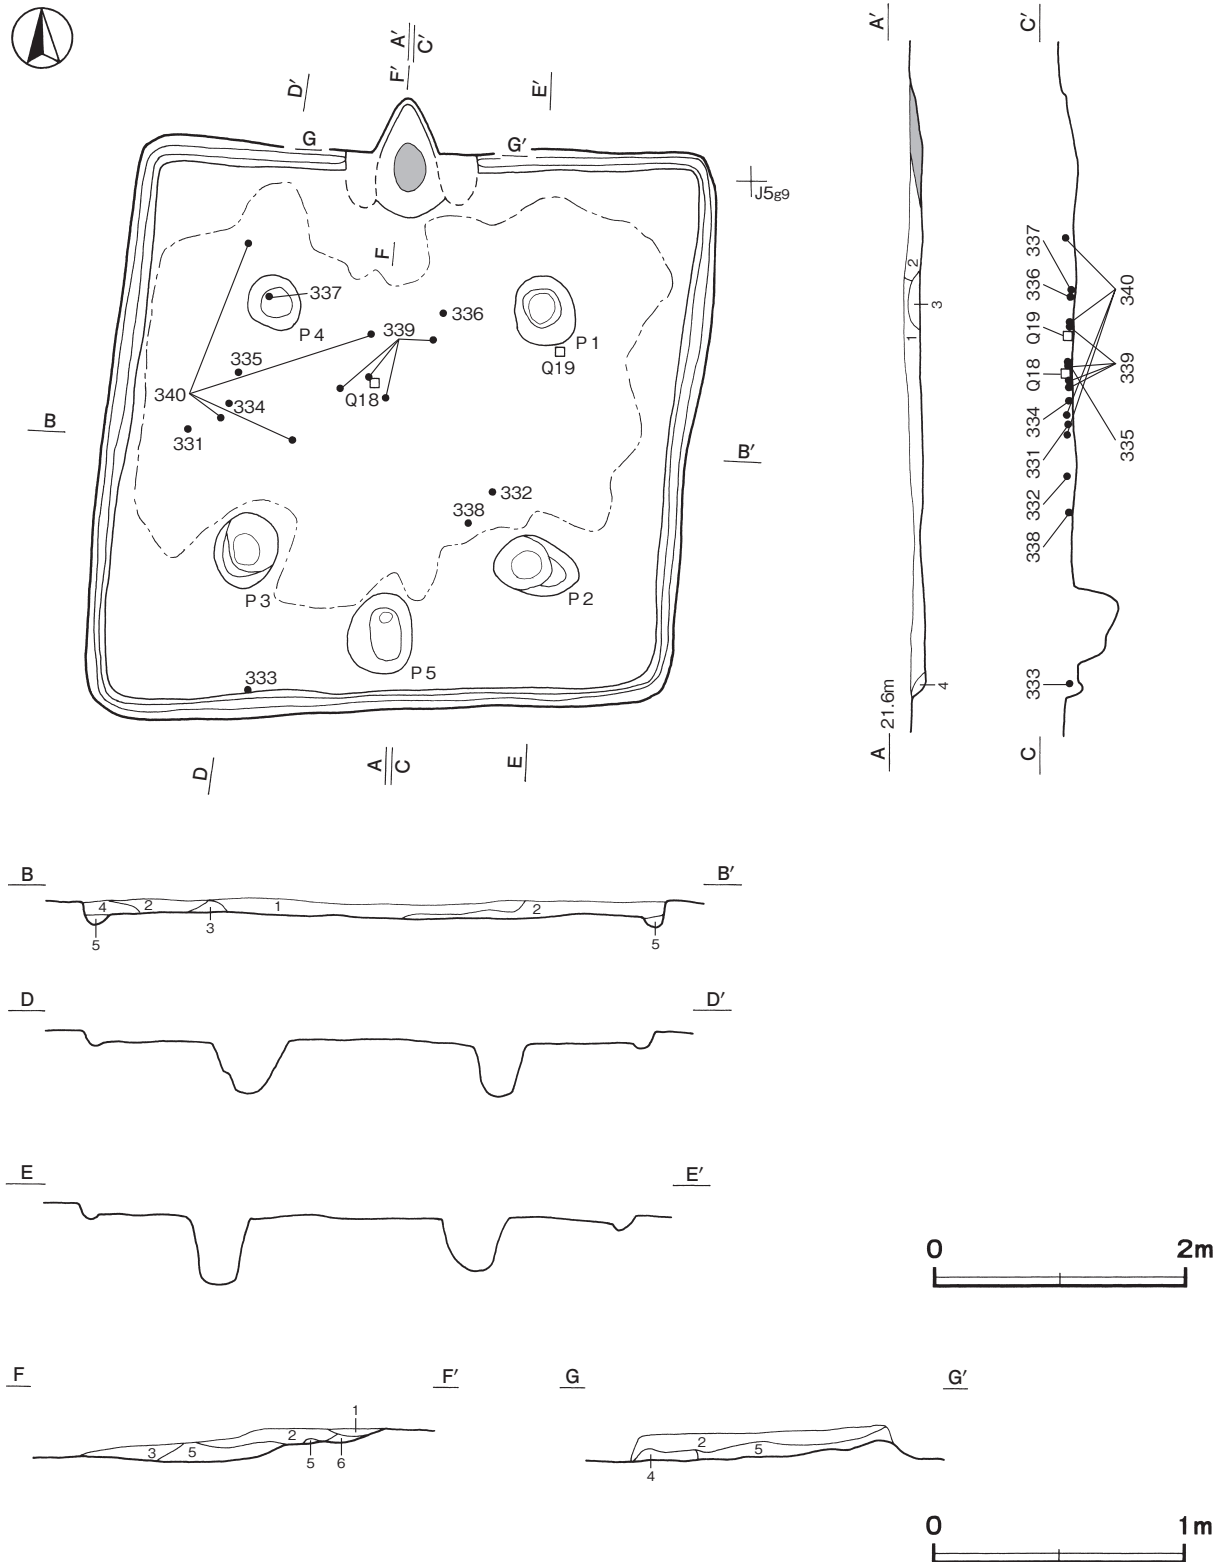 A′ C′
F′
D′
E′
G G′
J5g9
F
337
P4
336
339
P1
Q19
335
340
334
Q18
331
B
B′
332
338
P3
P2
P5
333
D
A C
E
A′
2
3
1
4
A 21.6m
C′
337
336
Q19
Q18
334
331
332
338
333
340
339
335
C
B B′
4 2 3 1 2
5 5
D D′
E E′
0 2m
F F′
1
2
3 5
5 6
G G′
2 5
4
0 1m